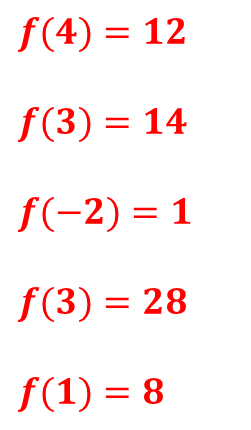 f(4) = 12
f(3) = 14
f(−2) = 1
f(3) = 28
f(1) = 8